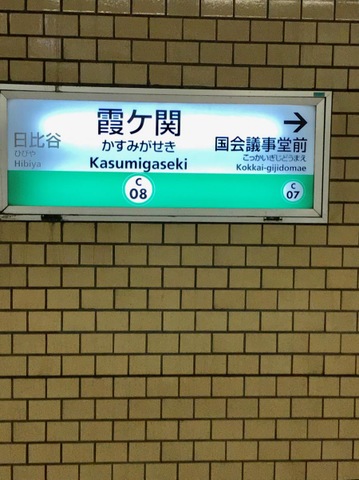 日比谷
ひびや
Hibiya
霞ケ関
かすみがせき
Kasumigaseki
C
08
→
国会議事堂前
こっかいぎじどうまえ
Kokkai-gijidomae
C
07